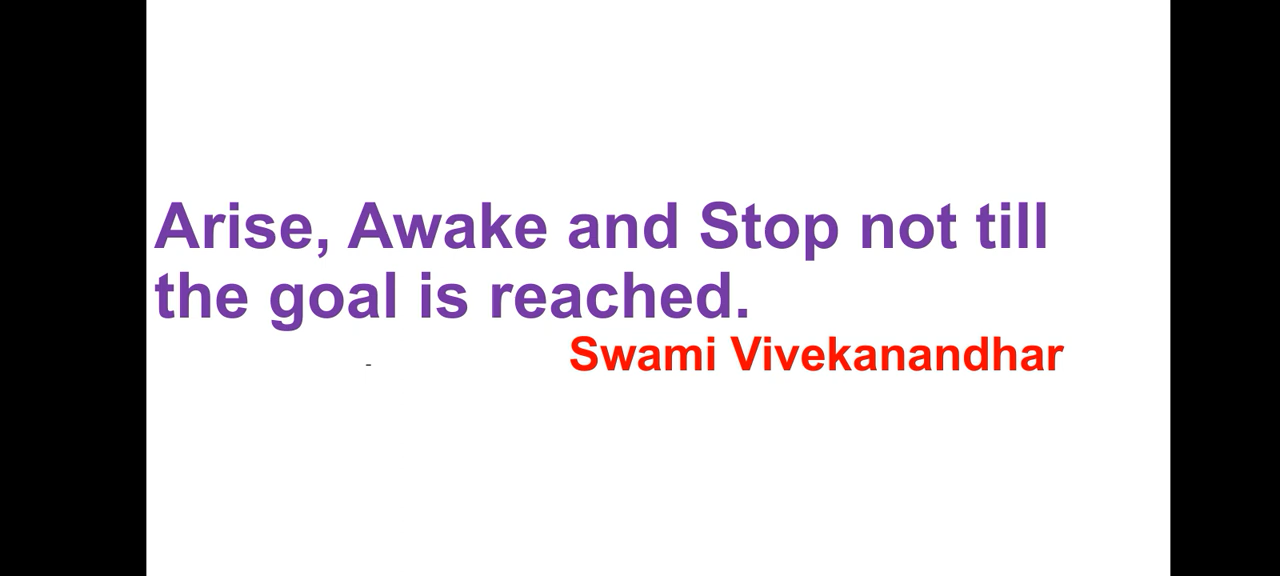 Arise, Awake and Stop not till
the goal is reached.
- Swami Vivekanandhar